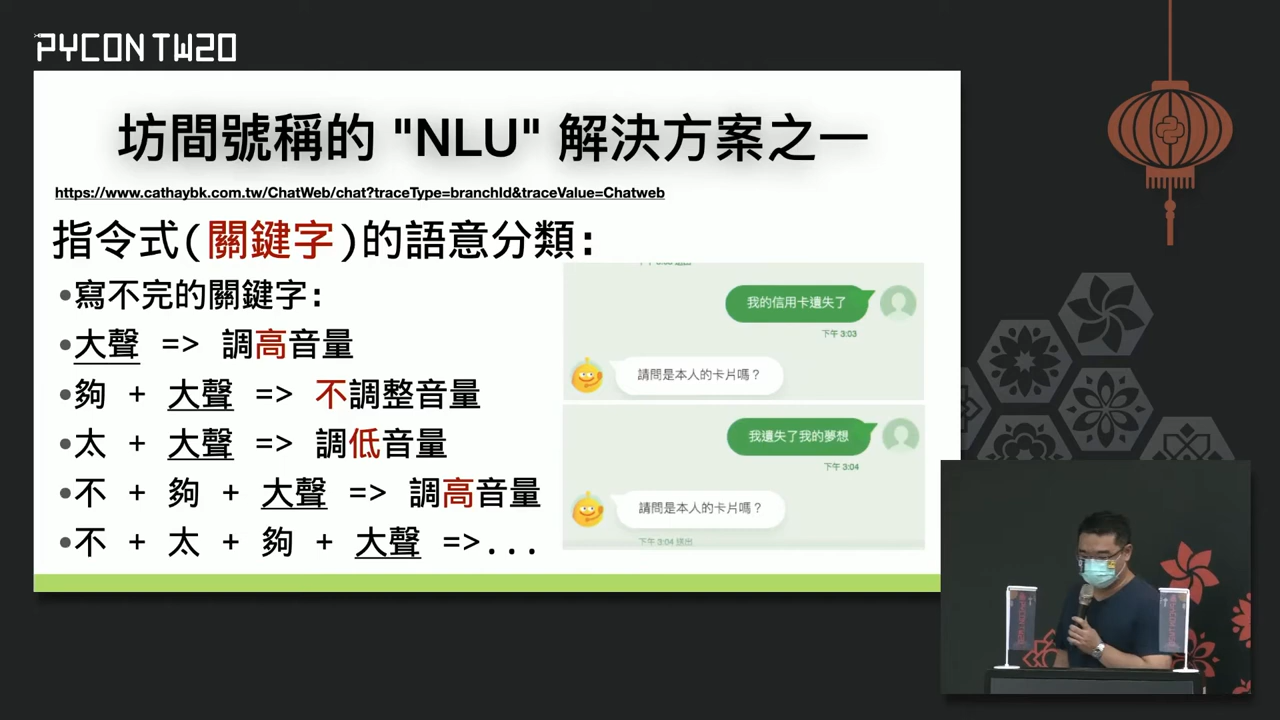 PYCON TW20
坊間號稱的 "NLU" 解決方案之一
https://www.cathaybk.com.tw/ChatWeb/chat?traceType=branchId&traceValue=Chatweb
指令式(關鍵字)的語意分類:
•寫不完的關鍵字:
•大聲 => 調高音量
•夠 + 大聲 => 不調整音量
•太 + 大聲 => 調低音量
•不 + 夠 + 大聲 => 調高音量
•不 + 太 + 夠 + 大聲 =>...
我的信用卡遺失了
下午 3:03
請問是本人的卡片嗎？
我遺失了我的夢想
下午 3:04
請問是本人的卡片嗎？
下午 3:04 送出